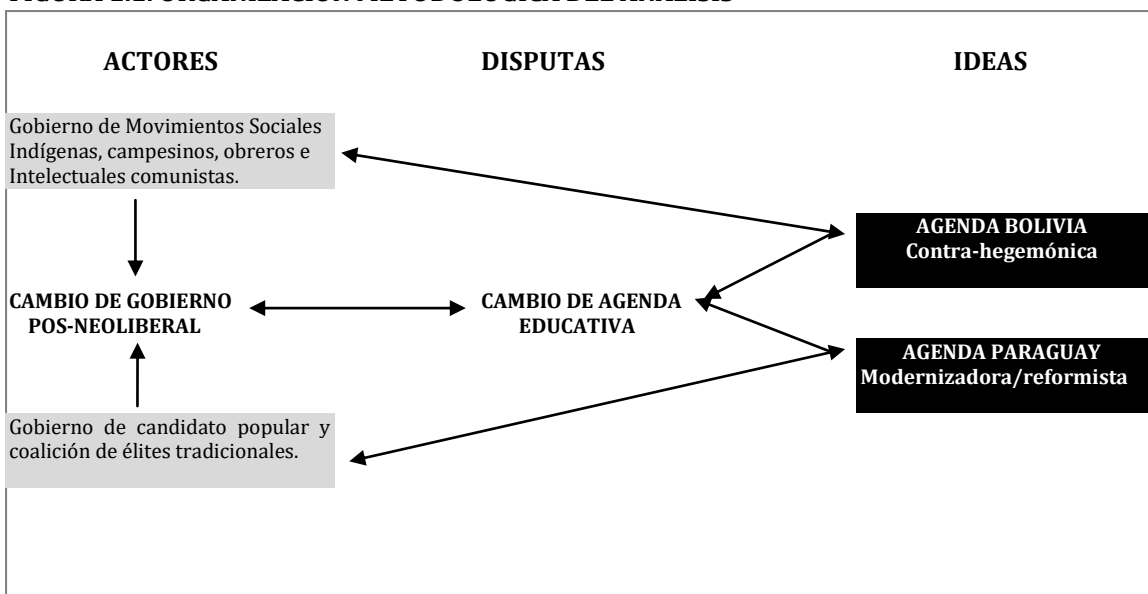 ACTORES DISPUTAS IDEAS
Gobierno de Movimientos Sociales
Indígenas, campesinos, obreros e
Intelectuales comunistas.
AGENDA BOLIVIA
Contra-hegemónica
CAMBIO DE GOBIERNO
POS-NEOLIBERAL
CAMBIO DE AGENDA
EDUCATIVA
AGENDA PARAGUAY
Modernizadora/reformista
Gobierno de candidato popular y
coalición de élites tradicionales.